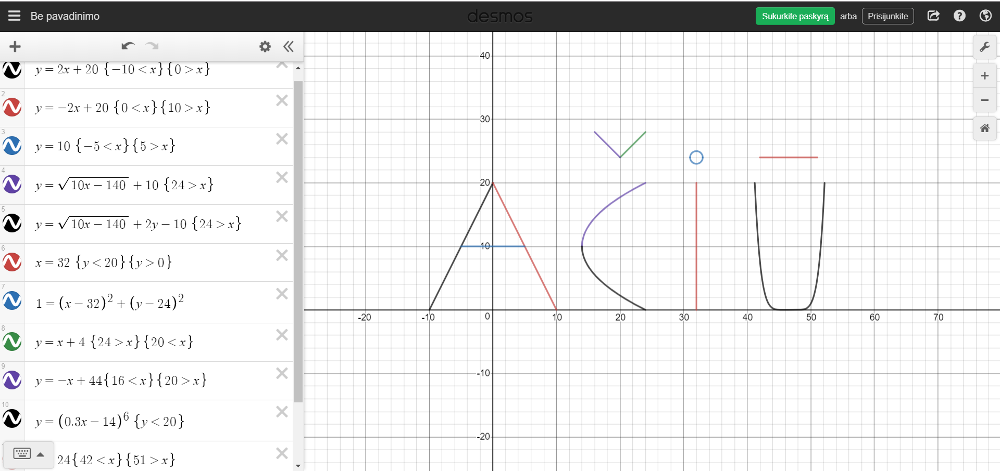 Be pavadinimo
desmos
Sukurkite paskyrą arba Prisijunkite
y = 2x + 20 {−10 < x}{0 > x}
2
y = −2x + 20 {0 < x}{10 > x}
3
y = 10 {−5 < x}{5 > x}
4
y = √(10x − 140) + 10 {24 > x}
5
y = √(10x − 140) + 2y − 10 {24 > x}
6
x = 32 {y < 20}{y > 0}
7
1 = (x − 32)² + (y − 24)²
8
y = x + 4 {24 > x}{20 < x}
9
y = −x + 44{16 < x}{20 > x}
10
y = (0.3x − 14)⁶ {y < 20}
24{42 < x}{51 > x}
40
30
20
10
-20 -10 0 10 20 30 40 50 60 70
-10
-20